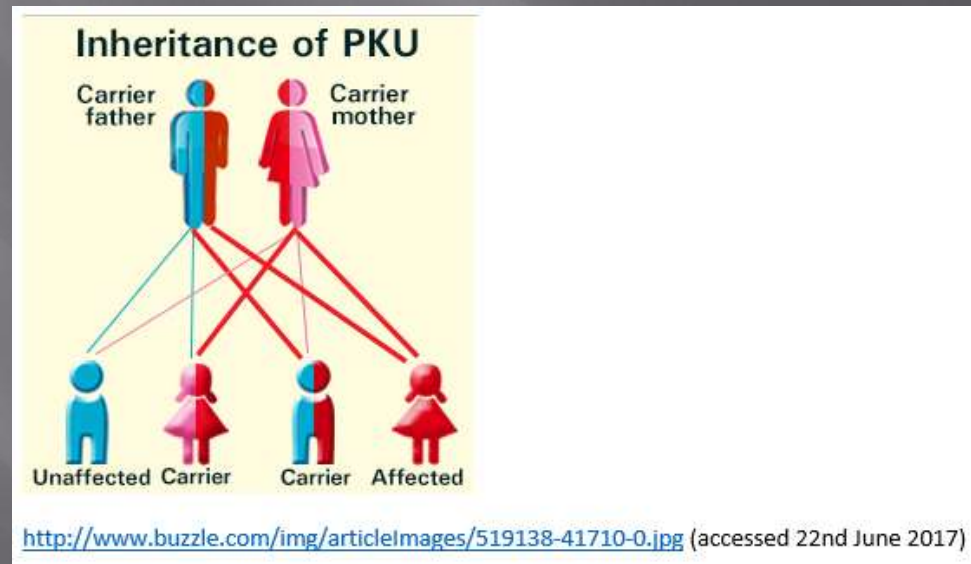 Inheritance of PKU
Carrier father
Carrier mother
Unaffected Carrier Carrier Affected
http://www.buzzle.com/img/articleImages/519138-41710-0.jpg (accessed 22nd June 2017)